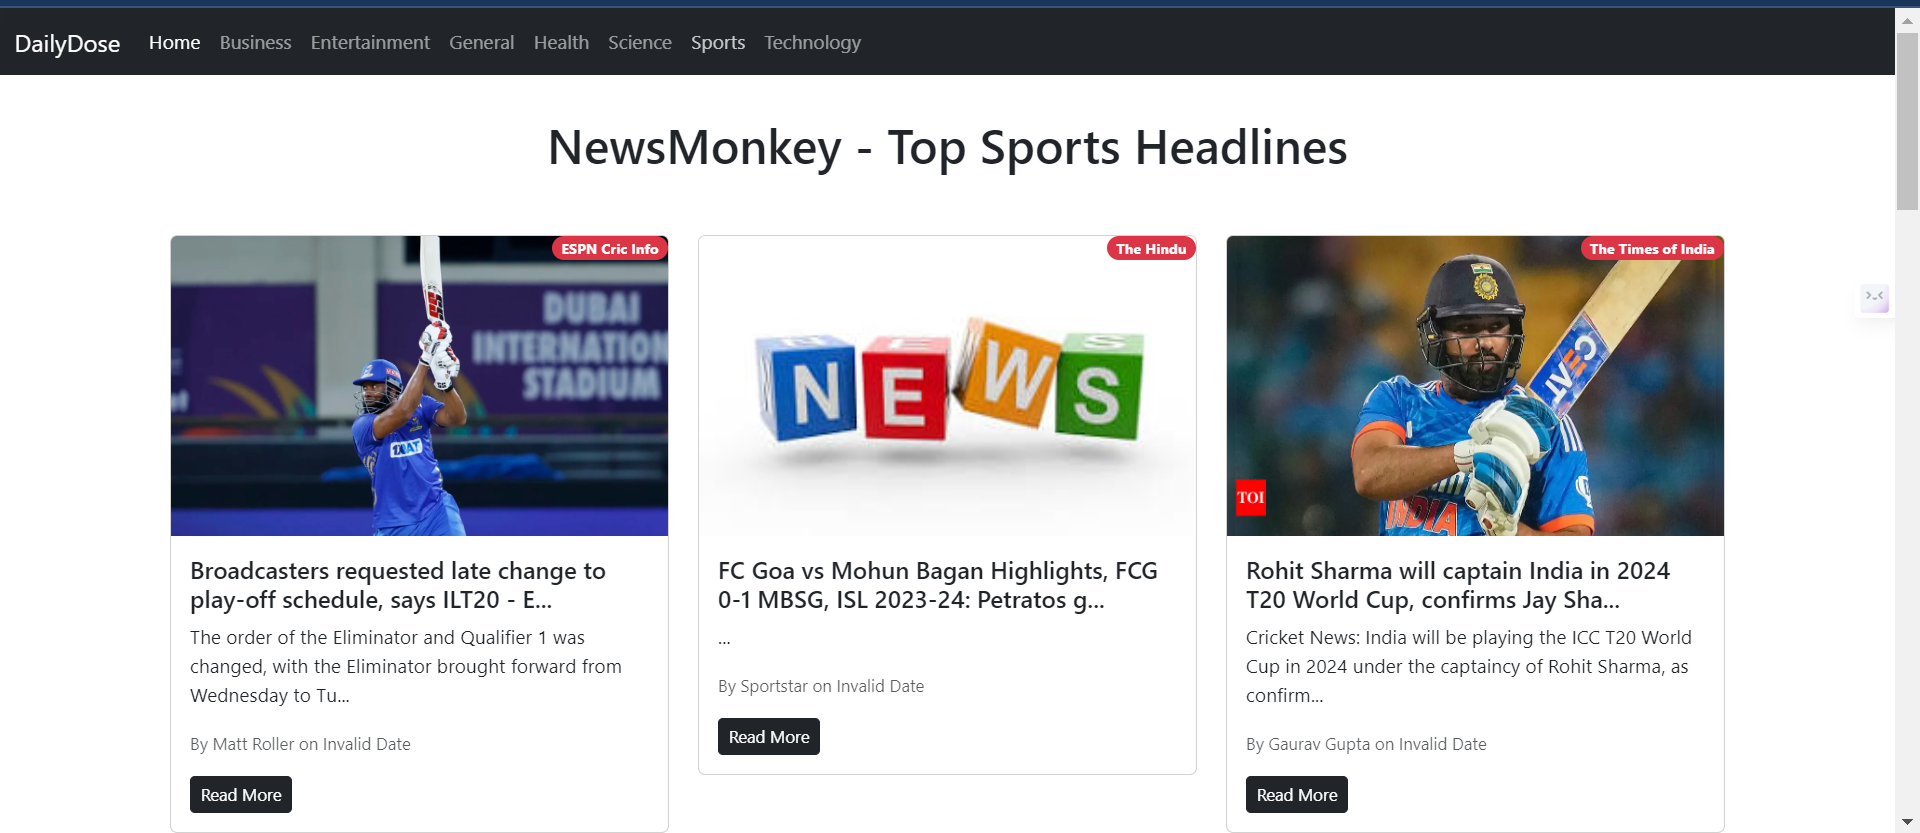 DailyDose Home Business Entertainment General Health Science Sports Technology
NewsMonkey - Top Sports Headlines
ESPN Cric Info
DUBAI
INTERNATION
STADIUM
Broadcasters requested late change to
play-off schedule, says ILT20 - E...
The order of the Eliminator and Qualifier 1 was
changed, with the Eliminator brought forward from
Wednesday to Tu...
By Matt Roller on Invalid Date
Read More
The Hindu
NEWS
FC Goa vs Mohun Bagan Highlights, FCG
0-1 MBSG, ISL 2023-24: Petratos g...
...
By Sportstar on Invalid Date
Read More
The Times of India
CEAT
INDIA
TOI
Rohit Sharma will captain India in 2024
T20 World Cup, confirms Jay Sha...
Cricket News: India will be playing the ICC T20 World
Cup in 2024 under the captaincy of Rohit Sharma, as
confirm...
By Gaurav Gupta on Invalid Date
Read More